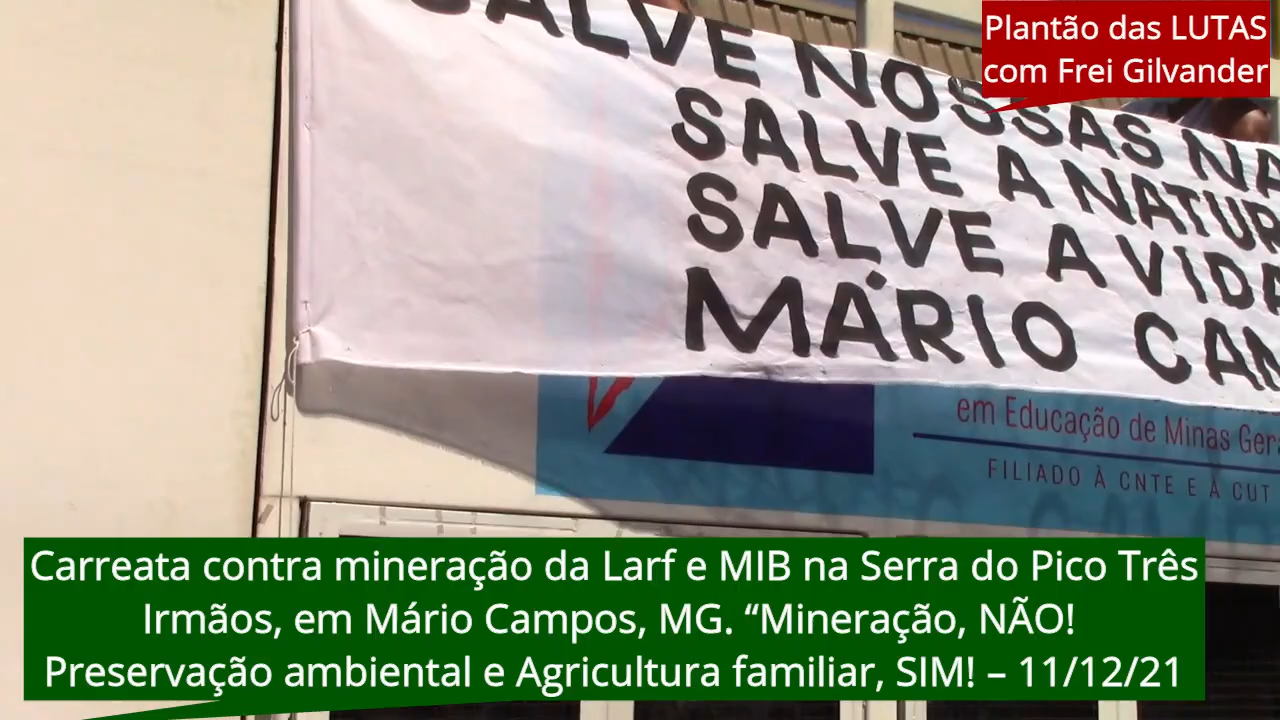 Plantão das LUTAS
com Frei Gilvander
SALVE NOSSAS
SALVE A
SALVE A
MÁRIO
em Educação de Minas
FILIADO À CNTE E À CUT
Carreata contra mineração da Larf e MIB na Serra do Pico Três
Irmãos, em Mário Campos, MG. “Mineração, NÃO!
Preservação ambiental e Agricultura familiar, SIM! – 11/12/21